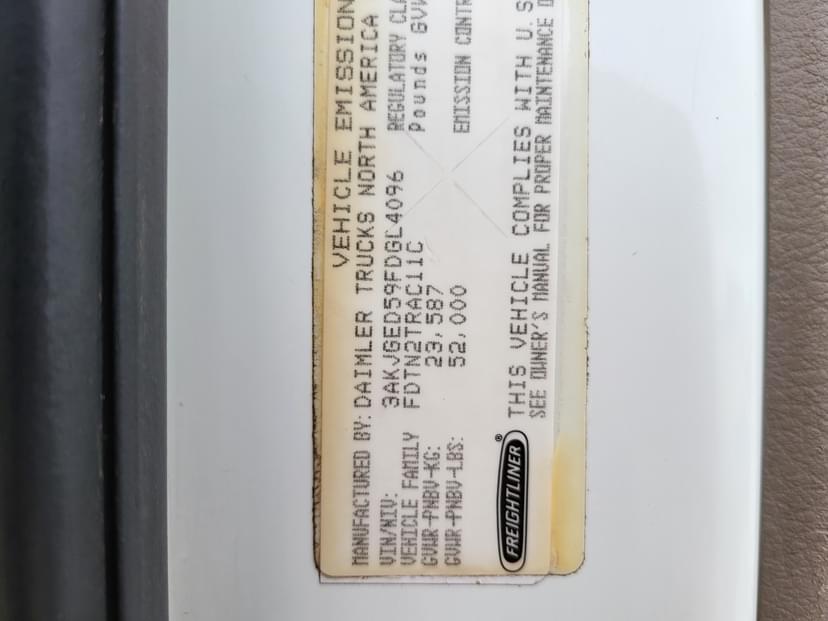 VEHICLE EMISSION
MANUFACTURED BY: DAIMLER TRUCKS NORTH AMERICA
VIN/NIV: 3AKJGED59FDGL4096 REGULATORY
VEHICLE FAMILY FDTN2TRAC11C Pounds
GVWR-PNBV-KG: 23,587
GVWR-PNBV-LBS: 52,000 EMISSION
FREIGHTLINER®
THIS VEHICLE COMPLIES WITH U.S
SEE OWNER'S MANUAL FOR PROPER MAINTENANCE